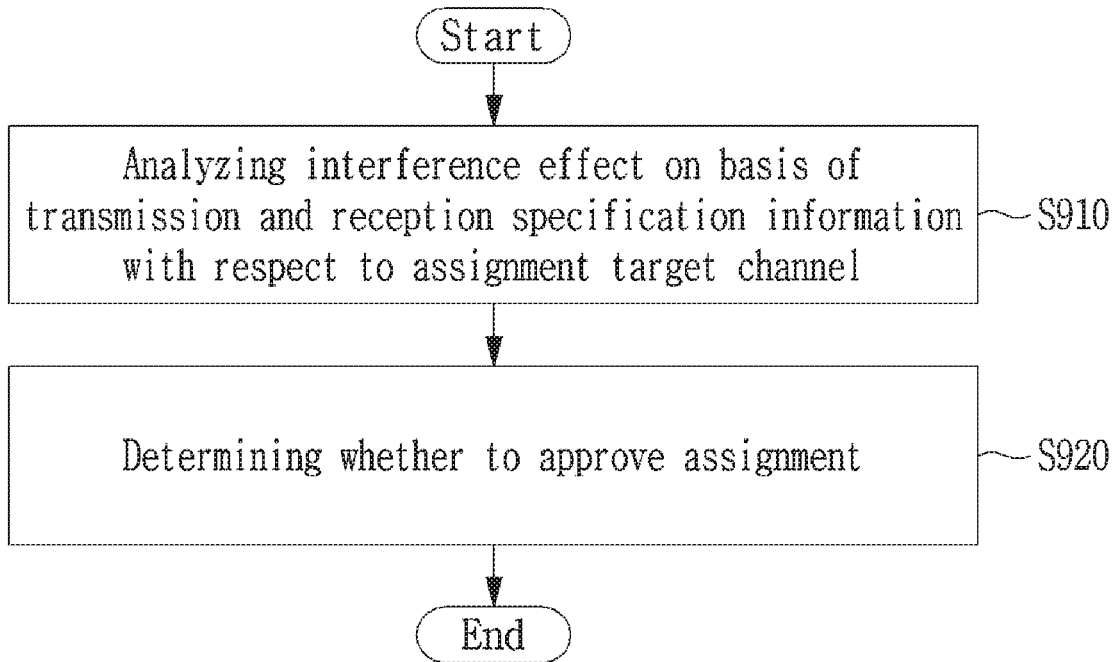 Start
Analyzing interference effect on basis of
transmission and reception specification information
with respect to assignment target channel
S910
Determining whether to approve assignment
S920
End